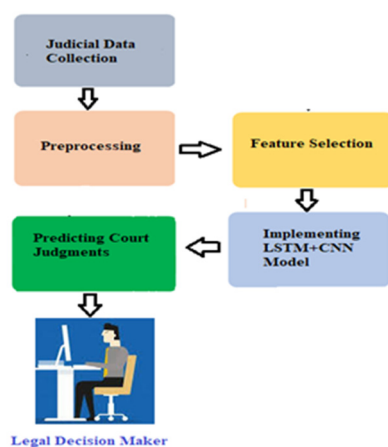 Judicial Data
Collection
Preprocessing
Feature Selection
Implementing
LSTM+CNN
Model
Predicting Court
Judgments
Legal Decision Maker